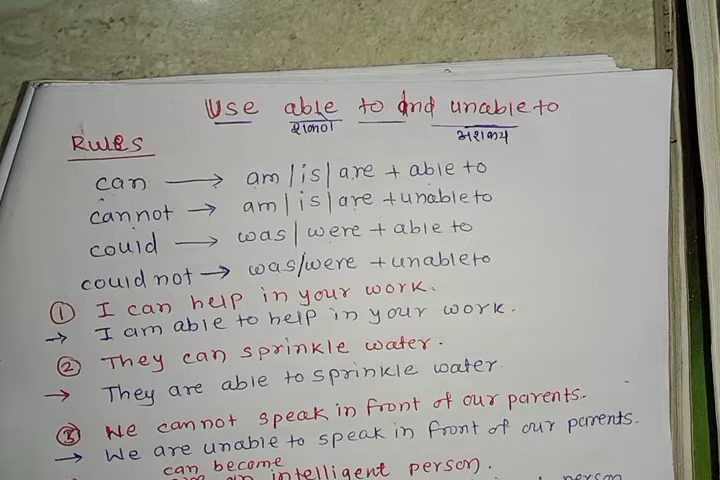 Use able to and unable to
शकणे अशक्य
Rules
can → am/is/are + able to
cannot → am/is/are + unable to
could → was/were + able to
could not → was/were + unable to
① I can help in your work.
→ I am able to help in your work.
② They can sprinkle water.
→ They are able to sprinkle water.
③ We cannot speak in front of our parents.
→ We are unable to speak in front of our parents.
can become
intelligent person.
person